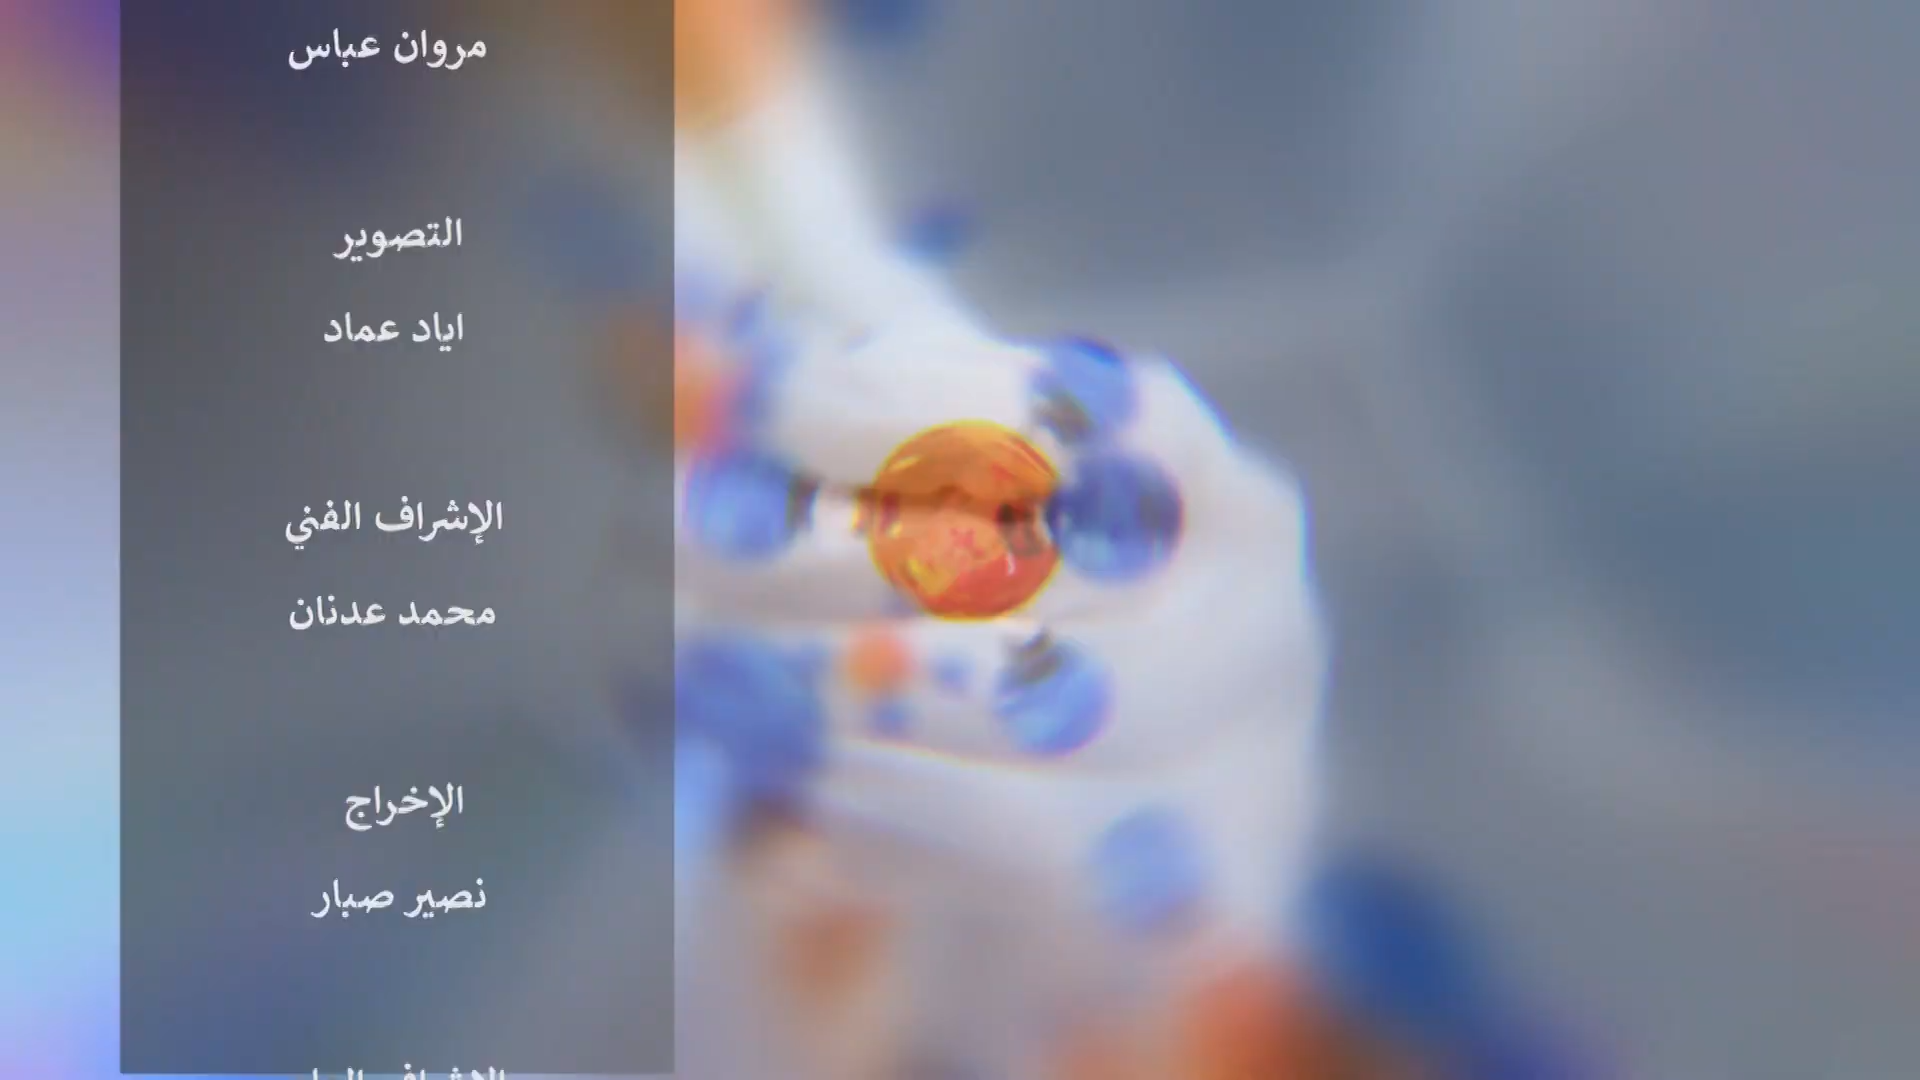 مروان عباس
التصوير
اياد عماد
الإشراف الفني
محمد عدنان
الإخراج
نصير صبار